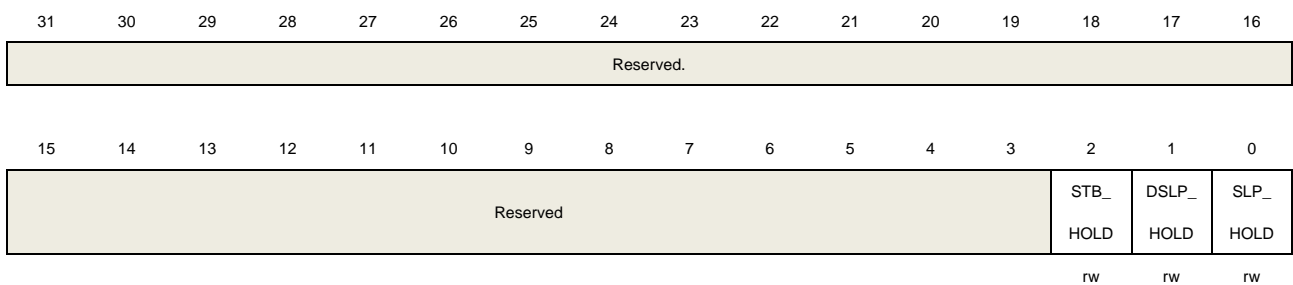 31 30 29 28 27 26 25 24 23 22 21 20 19 18 17 16
Reserved.
15 14 13 12 11 10 9 8 7 6 5 4 3 2 1 0
Reserved
STB_ DSLP_ SLP_
HOLD HOLD HOLD
rw rw rw